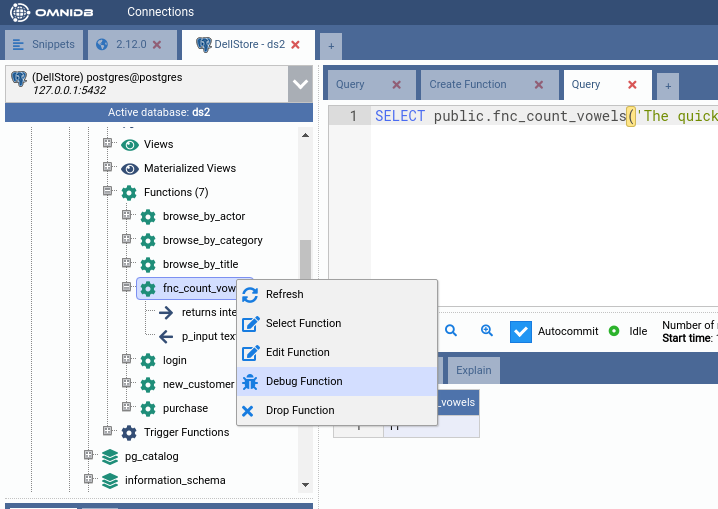 OMNIDB Connections
Snippets 2.12.0 DellStore - ds2 +
(DellStore) postgres@postgres
127.0.0.1:5432
Active database: ds2
Views
Materialized Views
Functions (7)
browse_by_actor
browse_by_category
browse_by_title
fnc_count_vow
returns inte
p_input tex
login
new_customer
purchase
Trigger Functions
pg_catalog
information_schema
Refresh
Select Function
Edit Function
Debug Function
Drop Function
Query Create Function Query +
1 SELECT public.fnc_count_vowels('The quick
Autocommit Idle Number of
Start time:
Explain
_vowels